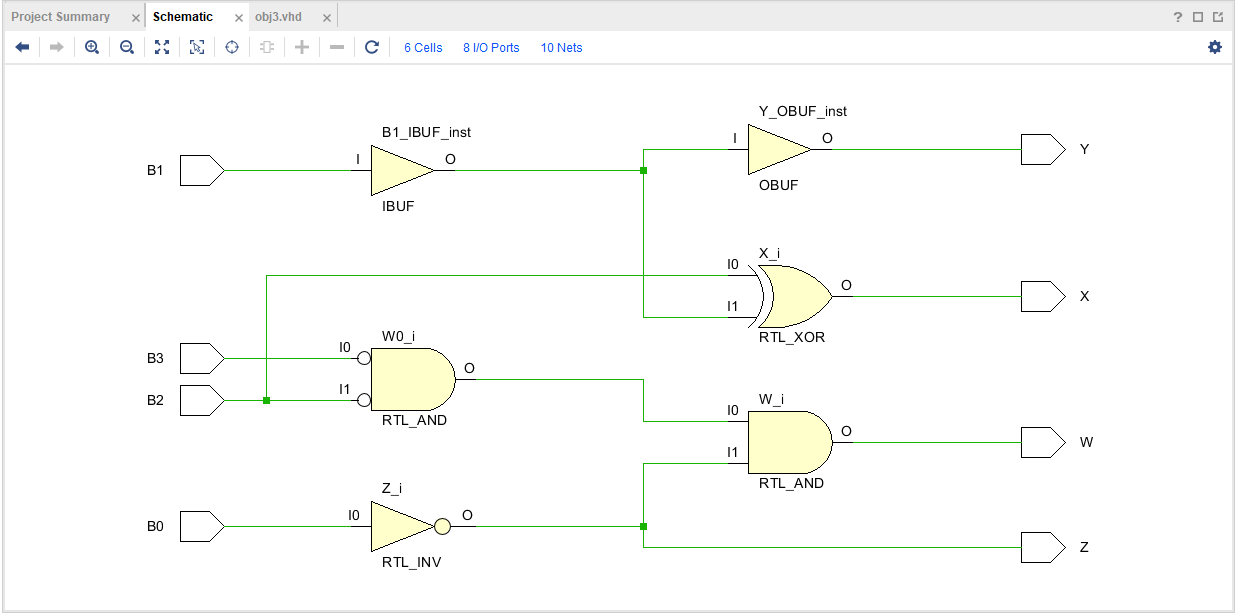 Project Summary × Schematic × obj3.vhd × ?
6 Cells 8 I/O Ports 10 Nets
Y_OBUF_inst
B1_IBUF_inst
I O Y
B1 I O
OBUF
IBUF
X_i
I0
O X
I1
W0_i RTL_XOR
B3 I0
O
B2 I1
W_i
RTL_AND I0
O W
I1
Z_i RTL_AND
B0 I0 O
Z
RTL_INV